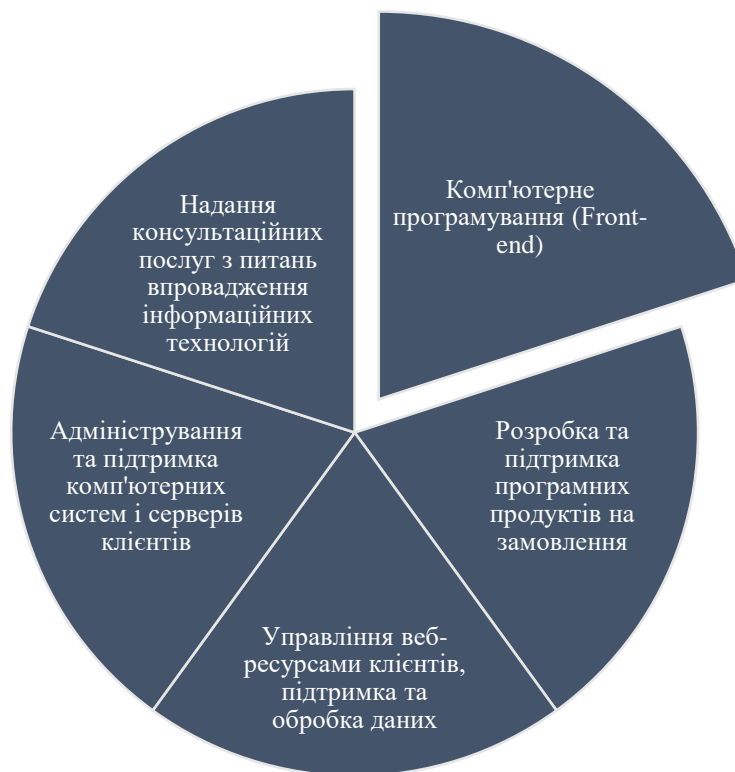 Комп'ютерне
програмування (Front-
end)
Розробка та
підтримка
програмних
продуктів на
замовлення
Управління веб-
ресурсами клієнтів,
підтримка та
обробка даних
Адміністрування
та підтримка
комп'ютерних
систем і серверів
клієнтів
Надання
консультаційних
послуг з питань
впровадження
інформаційних
технологій